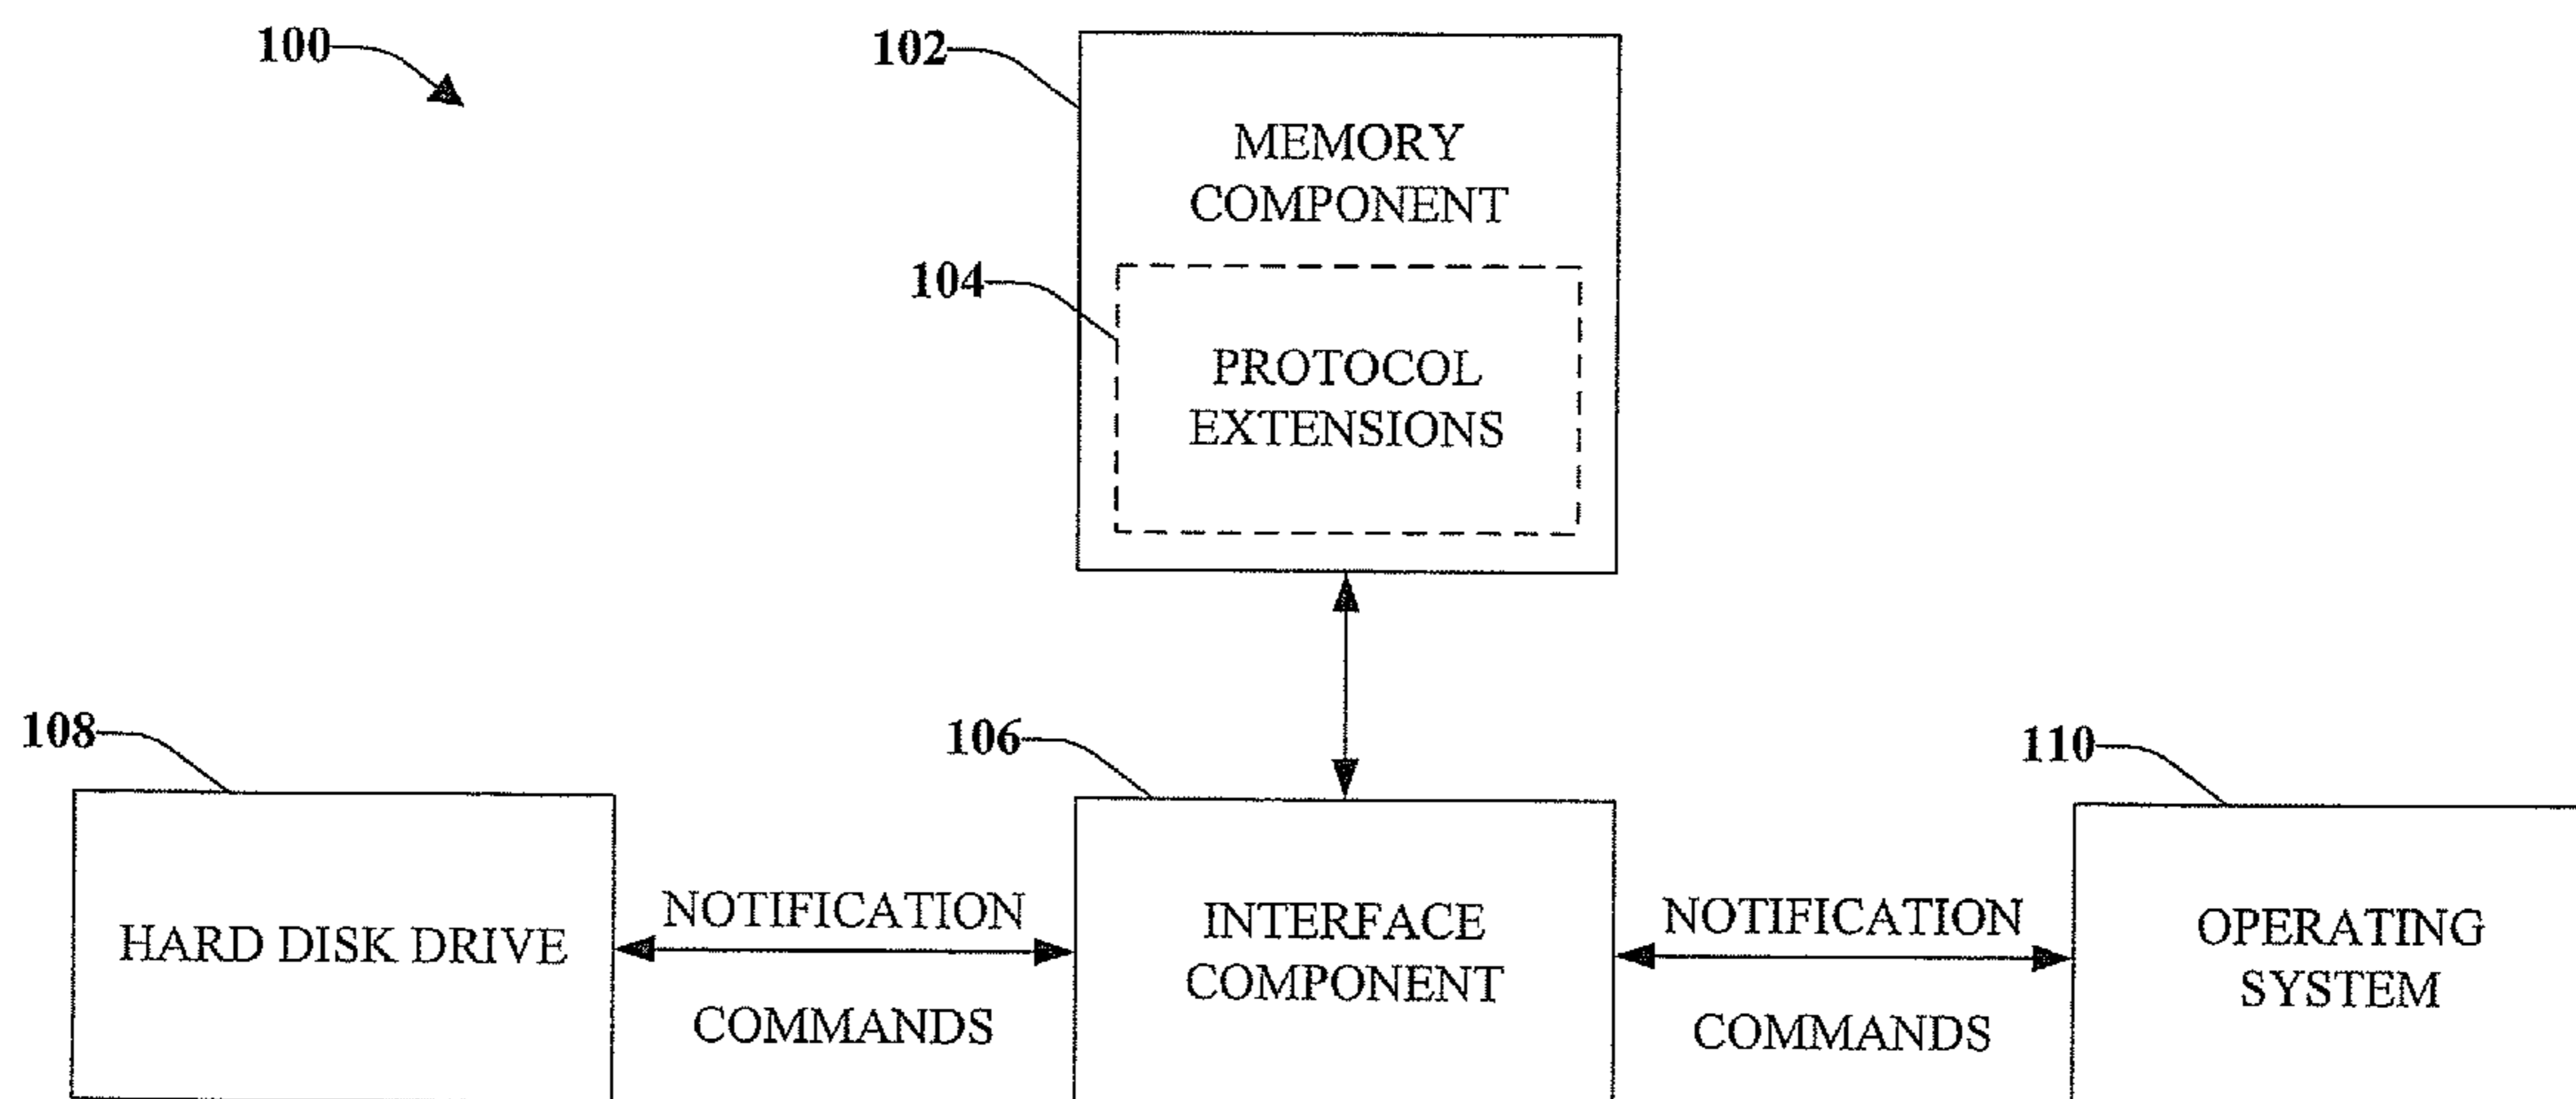 100
102
MEMORY
COMPONENT
104
PROTOCOL
EXTENSIONS
108
106
110
HARD DISK DRIVE
NOTIFICATION
COMMANDS
INTERFACE
COMPONENT
NOTIFICATION
COMMANDS
OPERATING
SYSTEM